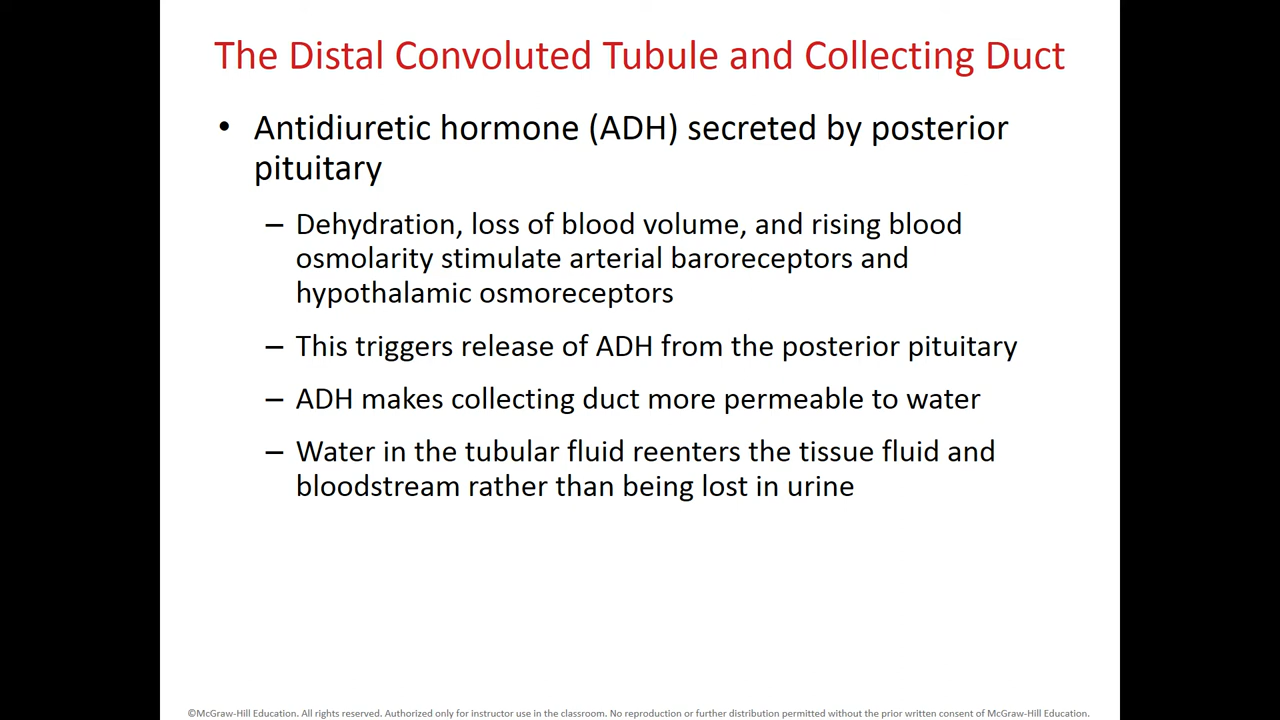 The Distal Convoluted Tubule and Collecting Duct
• Antidiuretic hormone (ADH) secreted by posterior
pituitary
– Dehydration, loss of blood volume, and rising blood
osmolarity stimulate arterial baroreceptors and
hypothalamic osmoreceptors
– This triggers release of ADH from the posterior pituitary
– ADH makes collecting duct more permeable to water
– Water in the tubular fluid reenters the tissue fluid and
bloodstream rather than being lost in urine
©McGraw-Hill Education. All rights reserved. Authorized only for instructor use in the classroom. No reproduction or further distribution permitted without the prior written consent of McGraw-Hill Education.